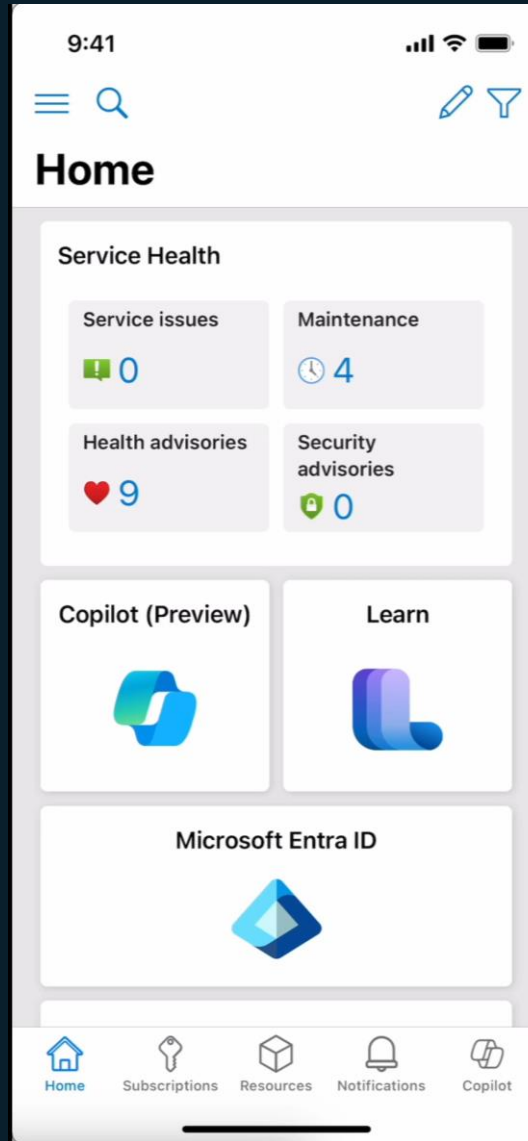 9:41
Home
Service Health
Service issues
0
Maintenance
4
Health advisories
9
Security
advisories
0
Copilot (Preview)
Learn
Microsoft Entra ID
Home
Subscriptions
Resources
Notifications
Copilot